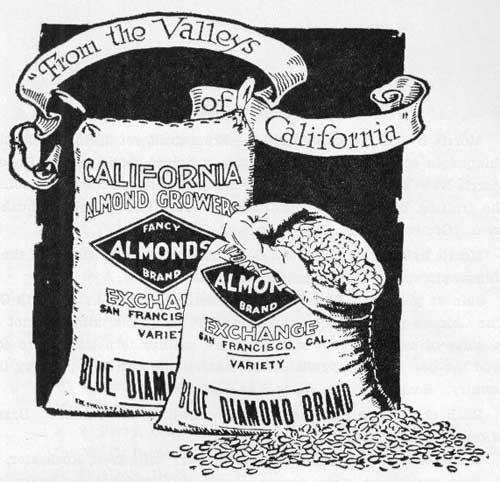 "From the Valleys
of
California"
CALIFORNIA
ALMOND GROWERS
FANCY
ALMONDS
BRAND
EXCHANGE
SAN FRANCISCO
VARIETY
BLUE DIAMOND
ALMON
BRAND
EXCHANGE
SAN FRANCISCO, CAL.
VARIETY
BLUE DIAMOND BRAND